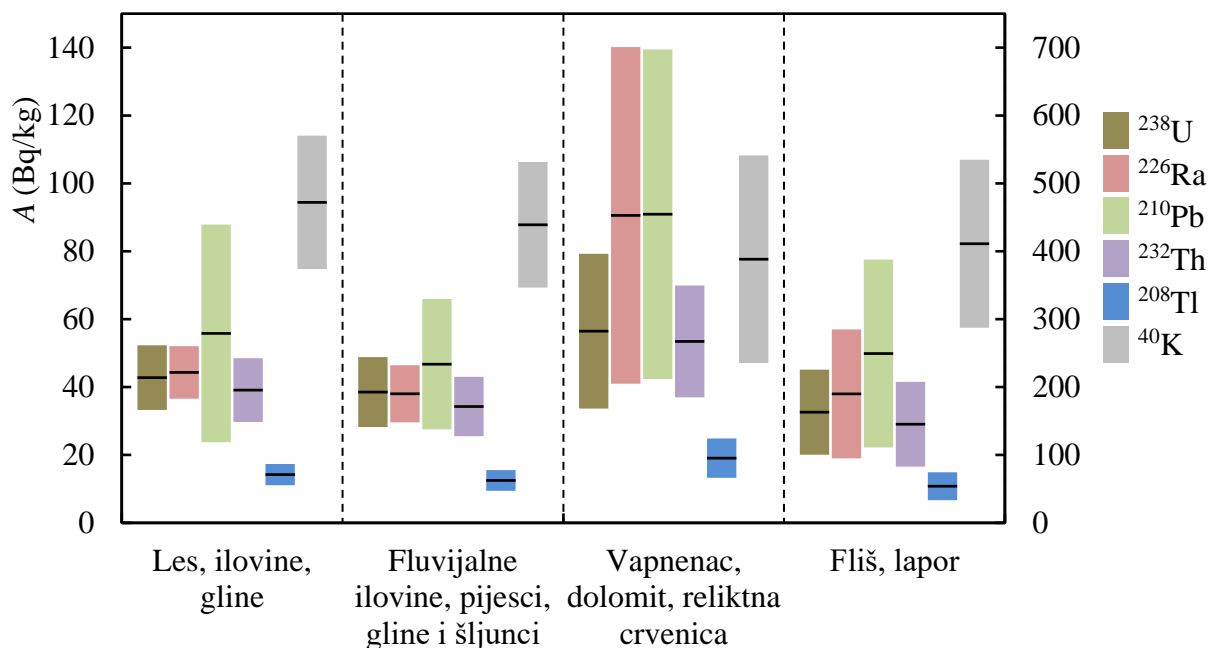 A (Bq/kg)
140
120
100
80
60
40
20
0
700
600
500
400
300
200
100
0
²³⁸U
²²⁶Ra
²¹⁰Pb
²³²Th
²⁰⁸Tl
⁴⁰K
Les, ilovine,
gline
Fluvijalne
ilovine, pijesci,
gline i šljunci
Vapnenac,
dolomit, reliktna
crvenica
Fliš, lapor